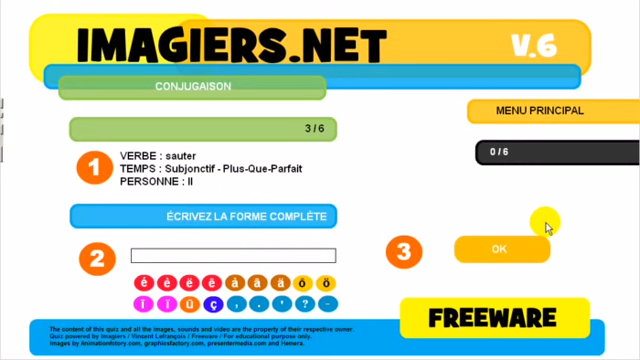 IMAGIERS.NET
V.6
CONJUGAISON
MENU PRINCIPAL
3 / 6
0 / 6
1
VERBE : sauter
TEMPS : Subjonctif - Plus-Que-Parfait
PERSONNE : Il
ÉCRIVEZ LA FORME COMPLÈTE
2
3
OK
ç , . ' ? -
FREEWARE
The content of this quiz and all the images, sounds and video are the property of their respective owner.
Quiz powered by Imagiers / Vincent Lefrançois / For educational purpose only.
Images by Animationfactory.com, graphicsfactory.com, presentermedia.com and Hemera.